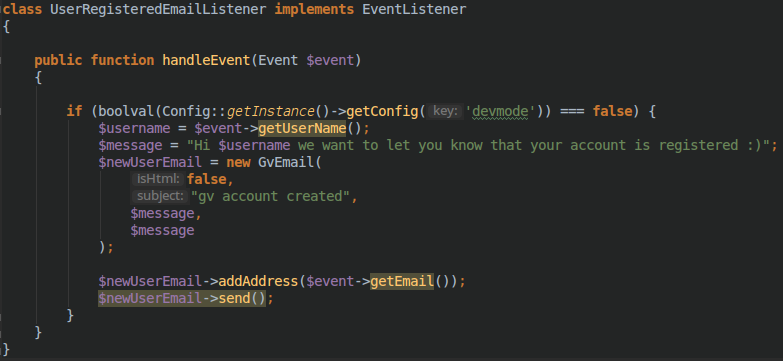 class UserRegisteredEmailListener implements EventListener
{
public function handleEvent(Event $event)
{
if (boolval(Config::getInstance()->getConfig( key: 'devmode')) === false) {
$username = $event->getUserName();
$message = "Hi $username we want to let you know that your account is registered :)";
$newUserEmail = new GvEmail(
isHtml: false,
subject: "gv account created",
$message,
$message
);
$newUserEmail->addAddress($event->getEmail());
$newUserEmail->send();
}
}
}